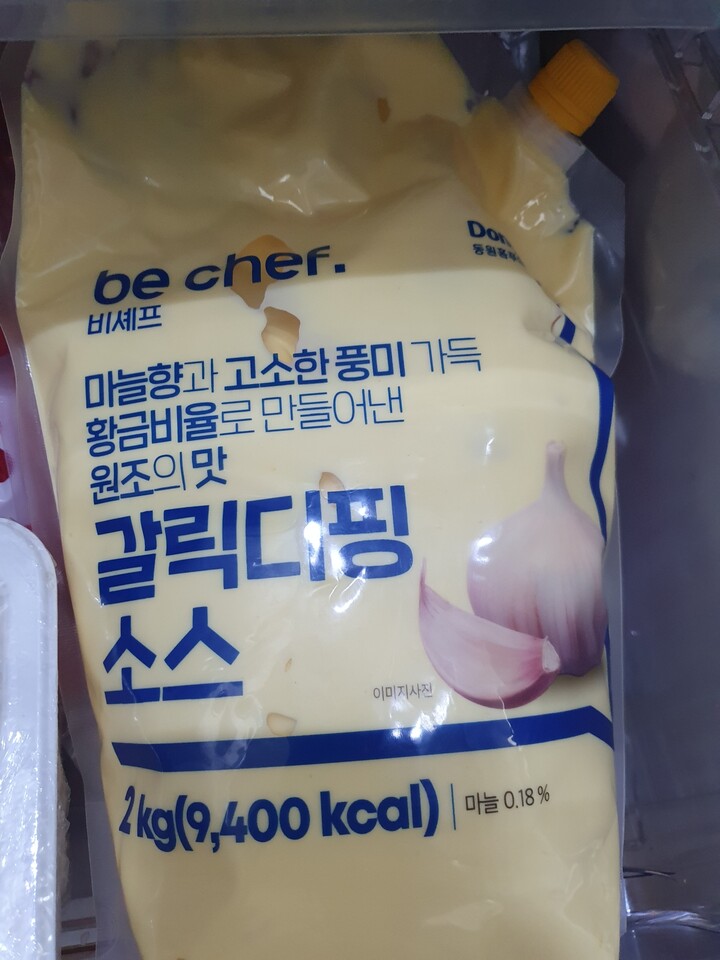 be chef.
비셰프
마늘향과 고소한 풍미 가득
황금비율로 만들어낸
원조의 맛
갈릭디핑
소스
이미지사진
2kg(9,400 kcal) 마늘 0.18 %